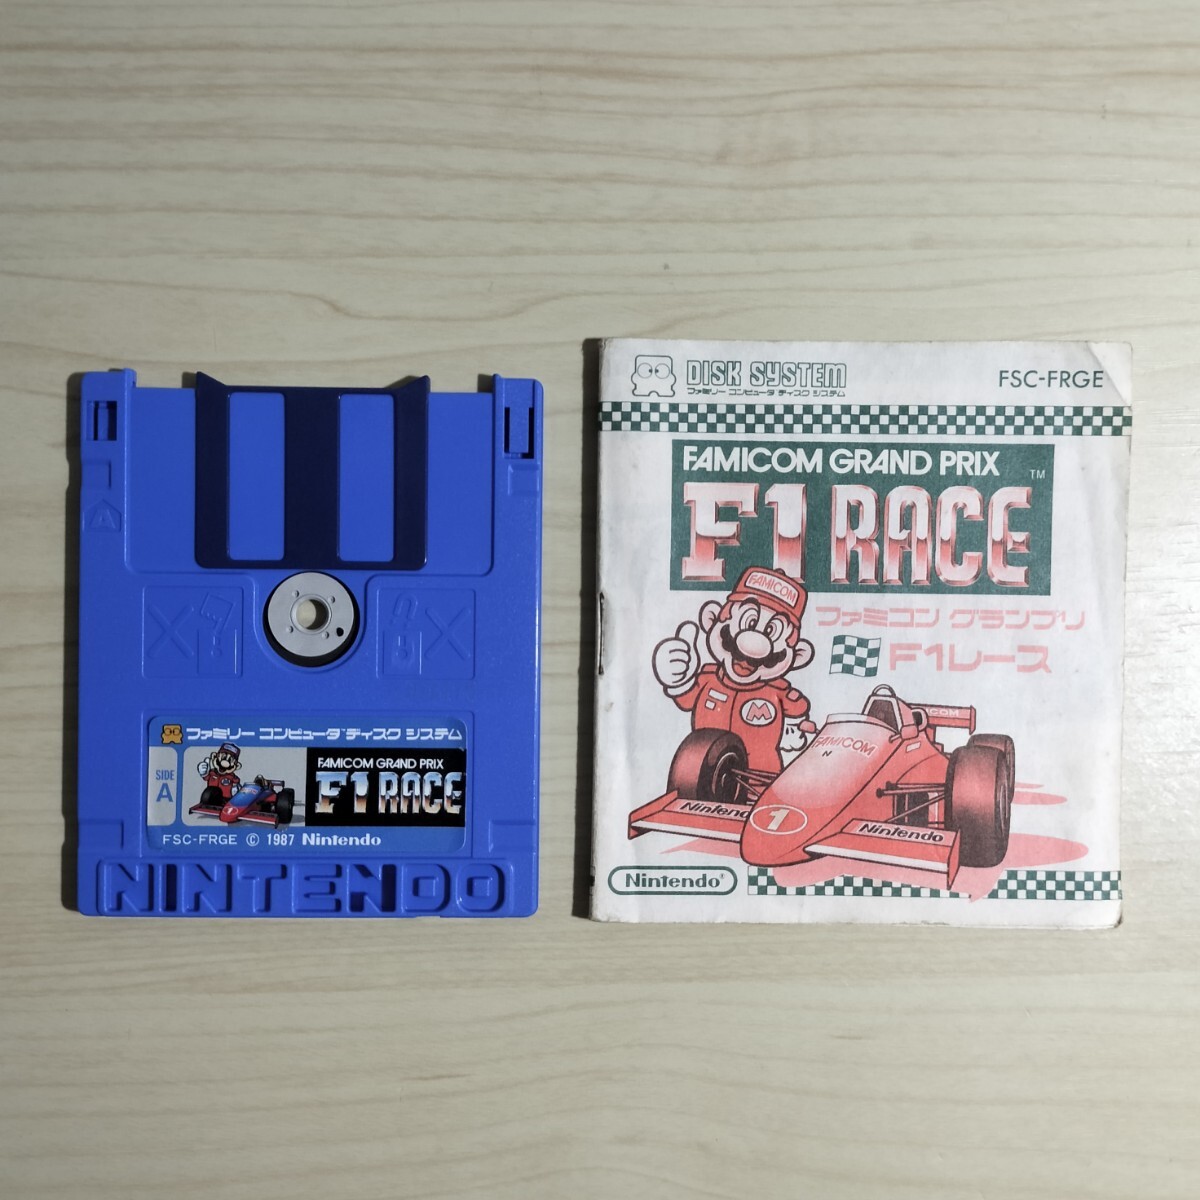 A
ファミリー コンピュータ ディスク システム
SIDE
A
FAMICOM GRAND PRIX
F1 RACE
1
FSC-FRGE © 1987 Nintendo
NINTENDO
DISK SYSTEM
ファミリー コンピュータ ディスク システム
FSC-FRGE
FAMICOM GRAND PRIX
F1 RACE™
ファミコン グランプリ
F1レース
FAMICOM
M
FAMICOM
FAMICOM
N
Nintendo
1
Nintendo
Nintendo®